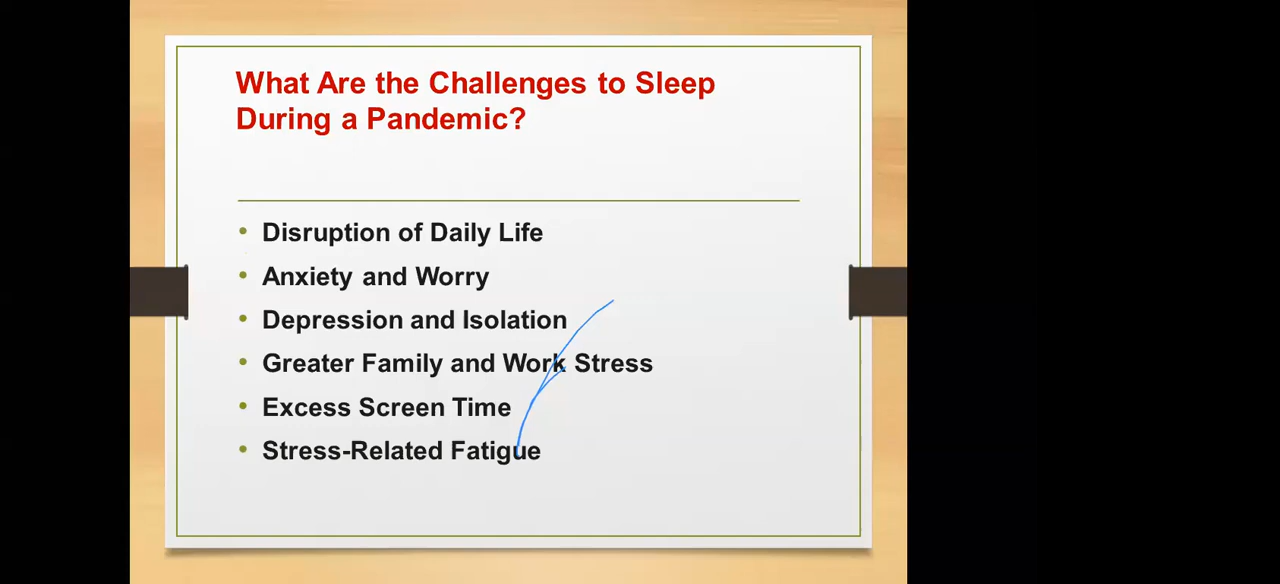 What Are the Challenges to Sleep
During a Pandemic?
• Disruption of Daily Life
• Anxiety and Worry
• Depression and Isolation
• Greater Family and Work Stress
• Excess Screen Time
• Stress-Related Fatigue